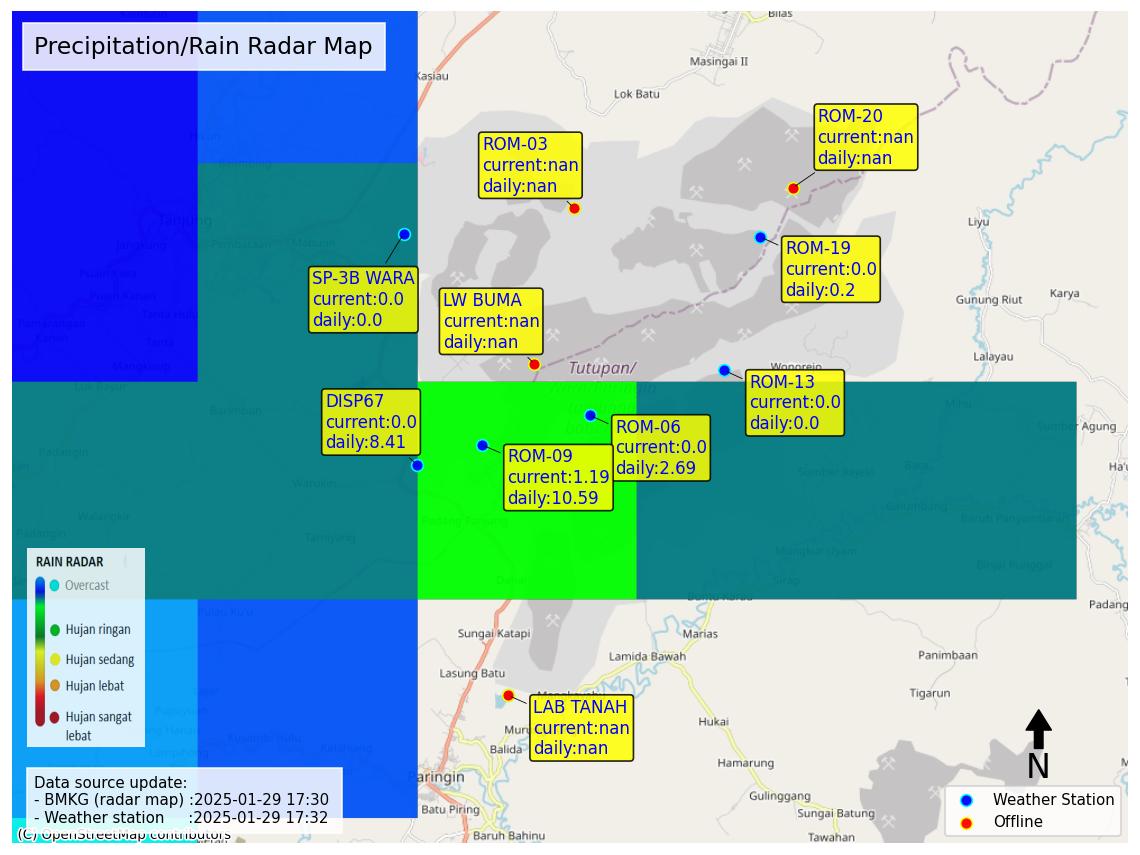 Precipitation/Rain Radar Map
Bilas
Masingai II
Kasiau
Lok Batu
ROM-20
current:nan
daily:nan
ROM-03
current:nan
daily:nan
Tanjung
Liyu
ROM-19
current:0.0
daily:0.2
SP-3B WARA
current:0.0
daily:0.0
LW BUMA
current:nan
daily:nan
Gunung Riut
Karya
Lalayau
Wonorejo
Tutupan/
ROM-13
current:0.0
daily:0.0
DISP67
current:0.0
daily:8.41
ROM-06
current:0.0
daily:2.69
ROM-09
current:1.19
daily:10.59
Sumber Agung
RAIN RADAR
Overcast
Hujan ringan
Hujan sedang
Hujan lebat
Hujan sangat
lebat
Sungai Katapi
Marias
Lamida Bawah
Panimbaan
Lasung Batu
Tigarun
LAB TANAH
current:nan
daily:nan
Hukai
Balida
Hamarung
Paringin
Batu Piring
Gulinggang
Sungai Batung
Baruh Bahinu
Tawahan
N
Data source update:
- BMKG (radar map) :2025-01-29 17:30
- Weather station :2025-01-29 17:32
Weather Station
Offline
(C) OpenStreetMap contributors